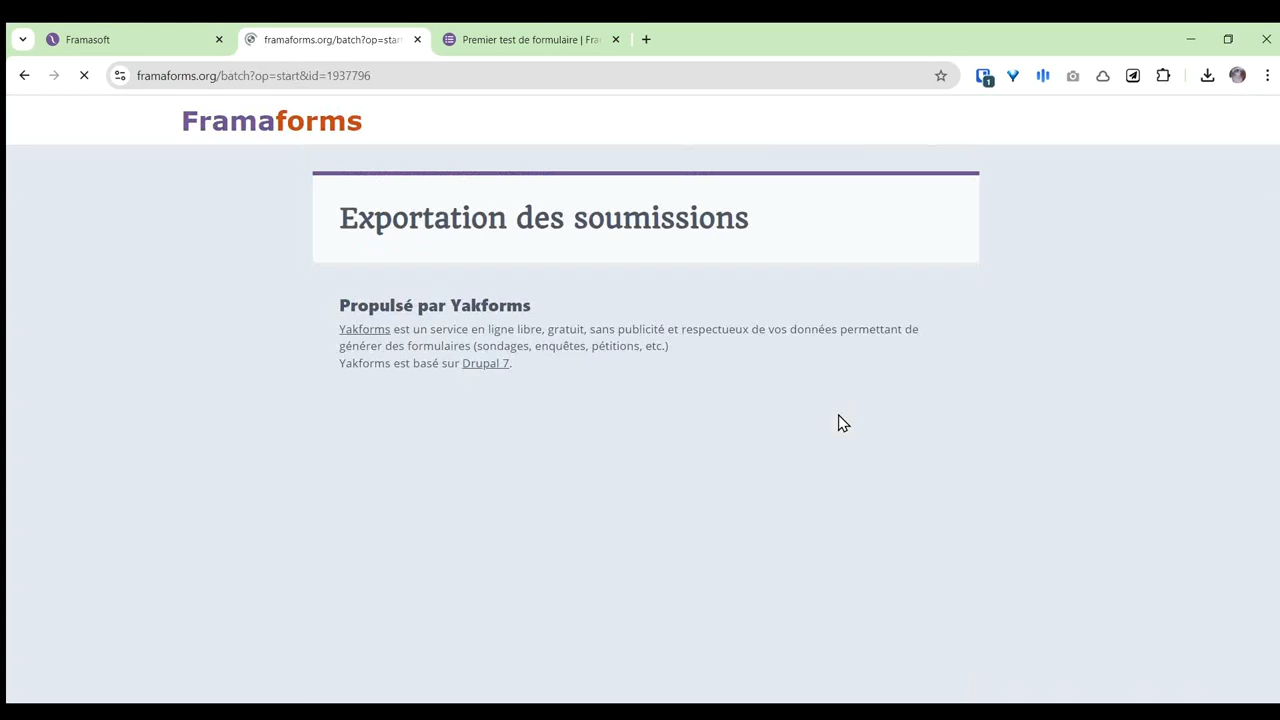 Framasoft
framaforms.org/batch?op=star
Premier test de formulaire | Fra
framaforms.org/batch?op=start&id=1937796
1
Framaforms
Exportation des soumissions
Propulsé par Yakforms
Yakforms est un service en ligne libre, gratuit, sans publicité et respectueux de vos données permettant de
générer des formulaires (sondages, enquêtes, pétitions, etc.)
Yakforms est basé sur Drupal 7.